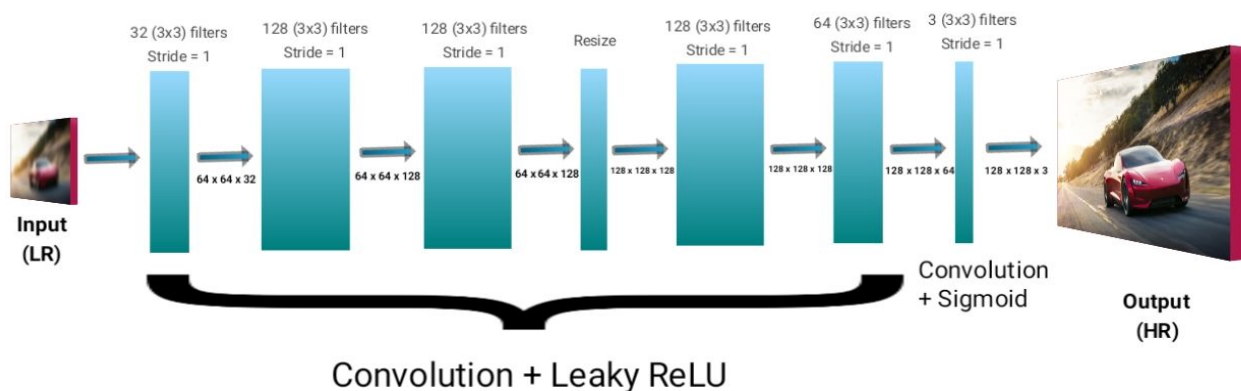 32 (3x3) filters
Stride = 1
128 (3x3) filters
Stride = 1
128 (3x3) filters
Stride = 1
Resize
128 (3x3) filters
Stride = 1
64 (3x3) filters
Stride = 1
3 (3x3) filters
Stride = 1
64 x 64 x 32
64 x 64 x 128
64 x 64 x 128
128 x 128 x 128
128 x 128 x 128
128 x 128 x 64
128 x 128 x 3
Input
(LR)
Convolution
+ Sigmoid
Output
(HR)
Convolution + Leaky ReLU